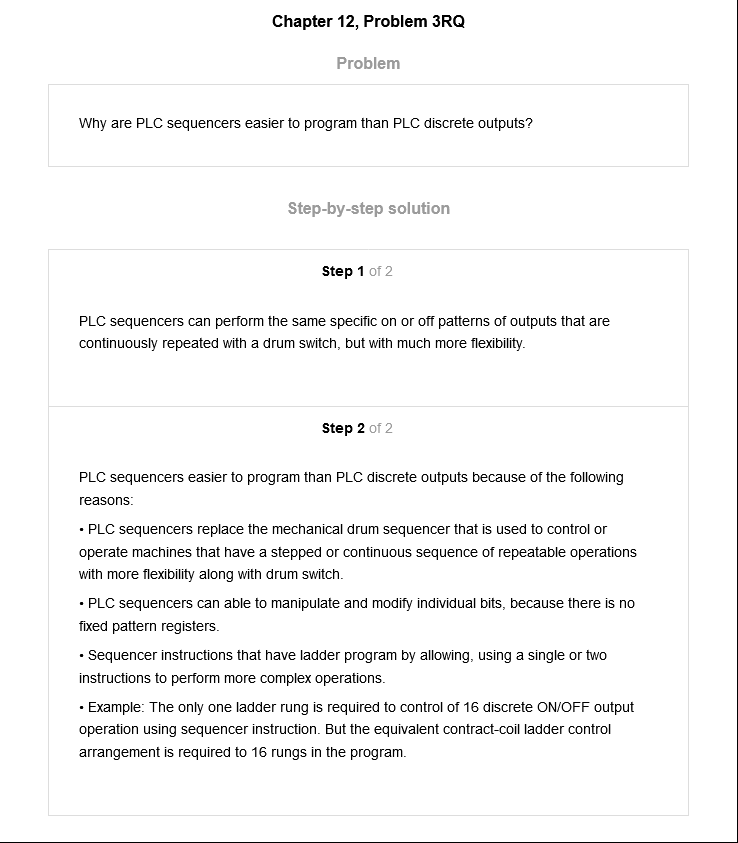 Chapter 12, Problem 3RQ
Problem
Why are PLC sequencers easier to program than PLC discrete outputs?
Step-by-step solution
Step 1 of 2
PLC sequencers can perform the same specific on or off patterns of outputs that are
continuously repeated with a drum switch, but with much more flexibility.
Step 2 of 2
PLC sequencers easier to program than PLC discrete outputs because of the following
reasons:
• PLC sequencers replace the mechanical drum sequencer that is used to control or
operate machines that have a stepped or continuous sequence of repeatable operations
with more flexibility along with drum switch.
• PLC sequencers can able to manipulate and modify individual bits, because there is no
fixed pattern registers.
• Sequencer instructions that have ladder program by allowing, using a single or two
instructions to perform more complex operations.
• Example: The only one ladder rung is required to control of 16 discrete ON/OFF output
operation using sequencer instruction. But the equivalent contract-coil ladder control
arrangement is required to 16 rungs in the program.